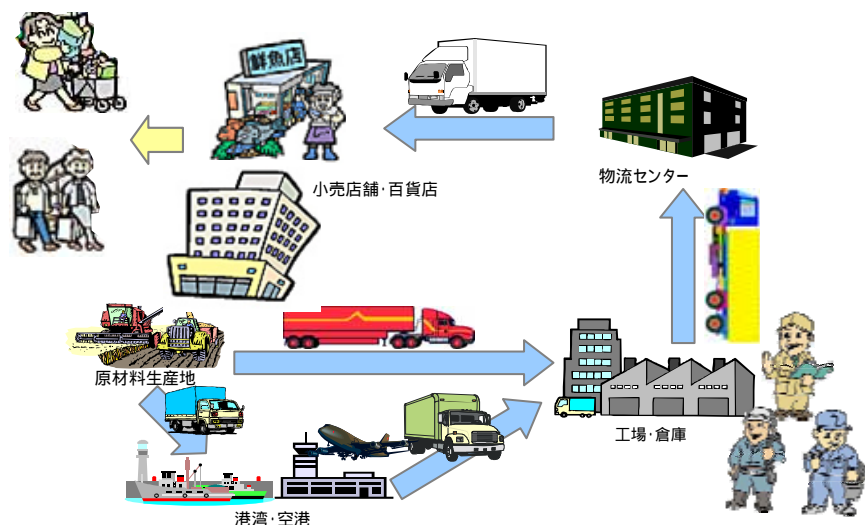 鮮魚店
小売店舗･百貨店
物流センター
原材料生産地
工場･倉庫
港湾･空港